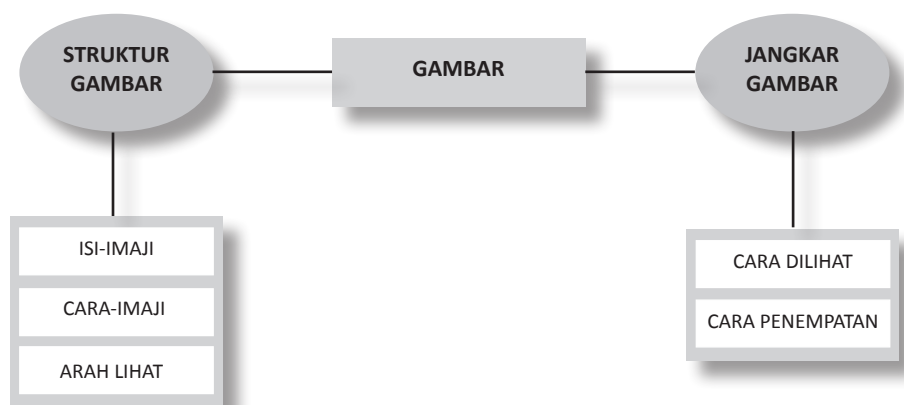 STRUKTUR
GAMBAR
GAMBAR
JANGKAR
GAMBAR
ISI-IMAJI
CARA-IMAJI
ARAH LIHAT
CARA DILIHAT
CARA PENEMPATAN